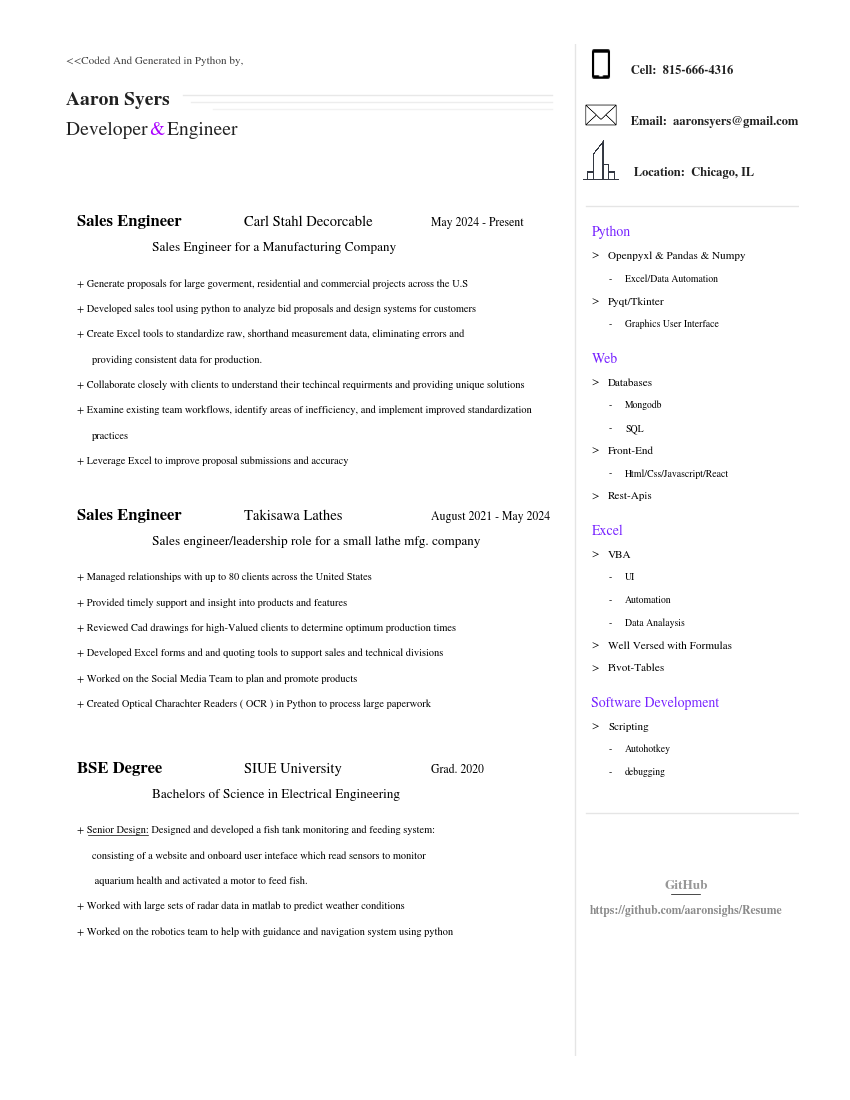 <<Coded And Generated in Python by,
Aaron Syers
Developer & Engineer
Sales Engineer Carl Stahl Decorcable May 2024 - Present
Sales Engineer for a Manufacturing Company
+ Generate proposals for large goverment, residential and commercial projects across the U.S
+ Developed sales tool using python to analyze bid proposals and design systems for customers
+ Create Excel tools to standardize raw, shorthand measurement data, eliminating errors and
providing consistent data for production.
+ Collaborate closely with clients to understand their techincal requirments and providing unique solutions
+ Examine existing team workflows, identify areas of inefficiency, and implement improved standardization
practices
+ Leverage Excel to improve proposal submissions and accuracy
Sales Engineer Takisawa Lathes August 2021 - May 2024
Sales engineer/leadership role for a small lathe mfg. company
+ Managed relationships with up to 80 clients across the United States
+ Provided timely support and insight into products and features
+ Reviewed Cad drawings for high-Valued clients to determine optimum production times
+ Developed Excel forms and and quoting tools to support sales and technical divisions
+ Worked on the Social Media Team to plan and promote products
+ Created Optical Charachter Readers ( OCR ) in Python to process large paperwork
BSE Degree SIUE University Grad. 2020
Bachelors of Science in Electrical Engineering
+ Senior Design: Designed and developed a fish tank monitoring and feeding system:
consisting of a website and onboard user inteface which read sensors to monitor
aquarium health and activated a motor to feed fish.
+ Worked with large sets of radar data in matlab to predict weather conditions
+ Worked on the robotics team to help with guidance and navigation system using python
Cell: 815-666-4316
Email: aaronsyers@gmail.com
Location: Chicago, IL
Python
> Openpyxl & Pandas & Numpy
- Excel/Data Automation
> Pyqt/Tkinter
- Graphics User Interface
Web
> Databases
- Mongodb
- SQL
> Front-End
- Html/Css/Javascript/React
> Rest-Apis
Excel
> VBA
- UI
- Automation
- Data Analaysis
> Well Versed with Formulas
> Pivot-Tables
Software Development
> Scripting
- Autohotkey
- debugging
GitHub
https://github.com/aaronsighs/Resume